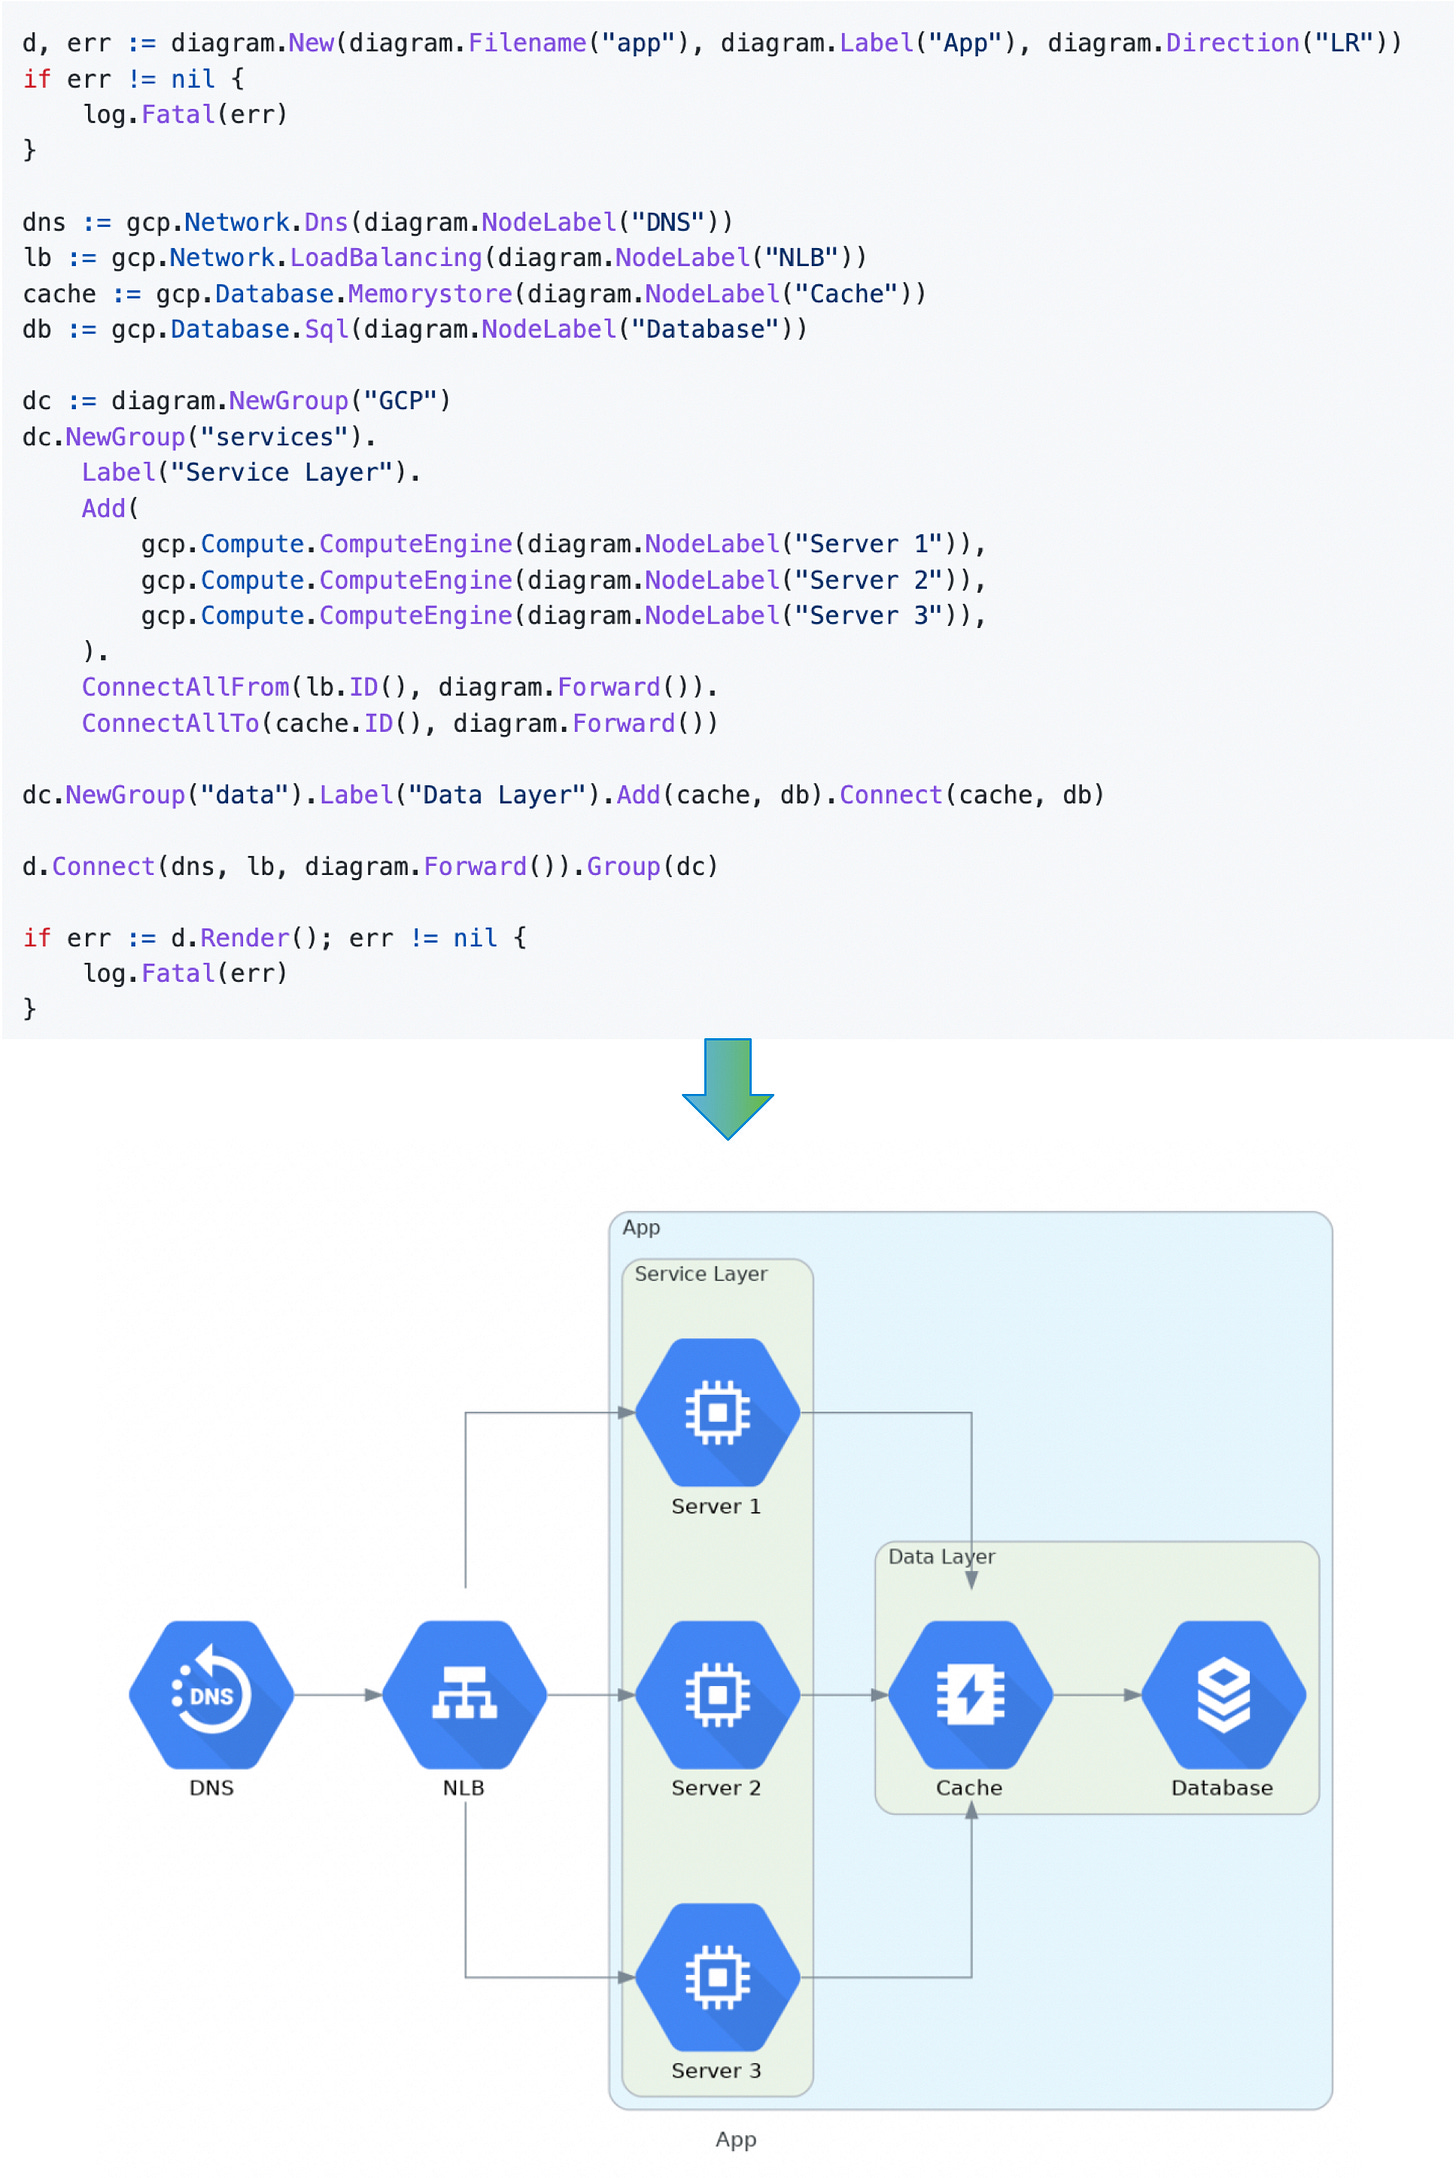 d, err := diagram.New(diagram.Filename("app"), diagram.Label("App"), diagram.Direction("LR"))
if err != nil {
    log.Fatal(err)
}

dns := gcp.Network.Dns(diagram.NodeLabel("DNS"))
lb := gcp.Network.LoadBalancing(diagram.NodeLabel("NLB"))
cache := gcp.Database.Memorystore(diagram.NodeLabel("Cache"))
db := gcp.Database.Sql(diagram.NodeLabel("Database"))

dc := diagram.NewGroup("GCP")
dc.NewGroup("services").
    Label("Service Layer").
    Add(
        gcp.Compute.ComputeEngine(diagram.NodeLabel("Server 1")),
        gcp.Compute.ComputeEngine(diagram.NodeLabel("Server 2")),
        gcp.Compute.ComputeEngine(diagram.NodeLabel("Server 3")),
    ).
    ConnectAllFrom(lb.ID(), diagram.Forward()).
    ConnectAllTo(cache.ID(), diagram.Forward())

dc.NewGroup("data").Label("Data Layer").Add(cache, db).Connect(cache, db)

d.Connect(dns, lb, diagram.Forward()).Group(dc)

if err := d.Render(); err != nil {
    log.Fatal(err)
}
App
Service Layer
Server 1
Data Layer
DNS
DNS
NLB
Server 2
Cache
Database
Server 3
App